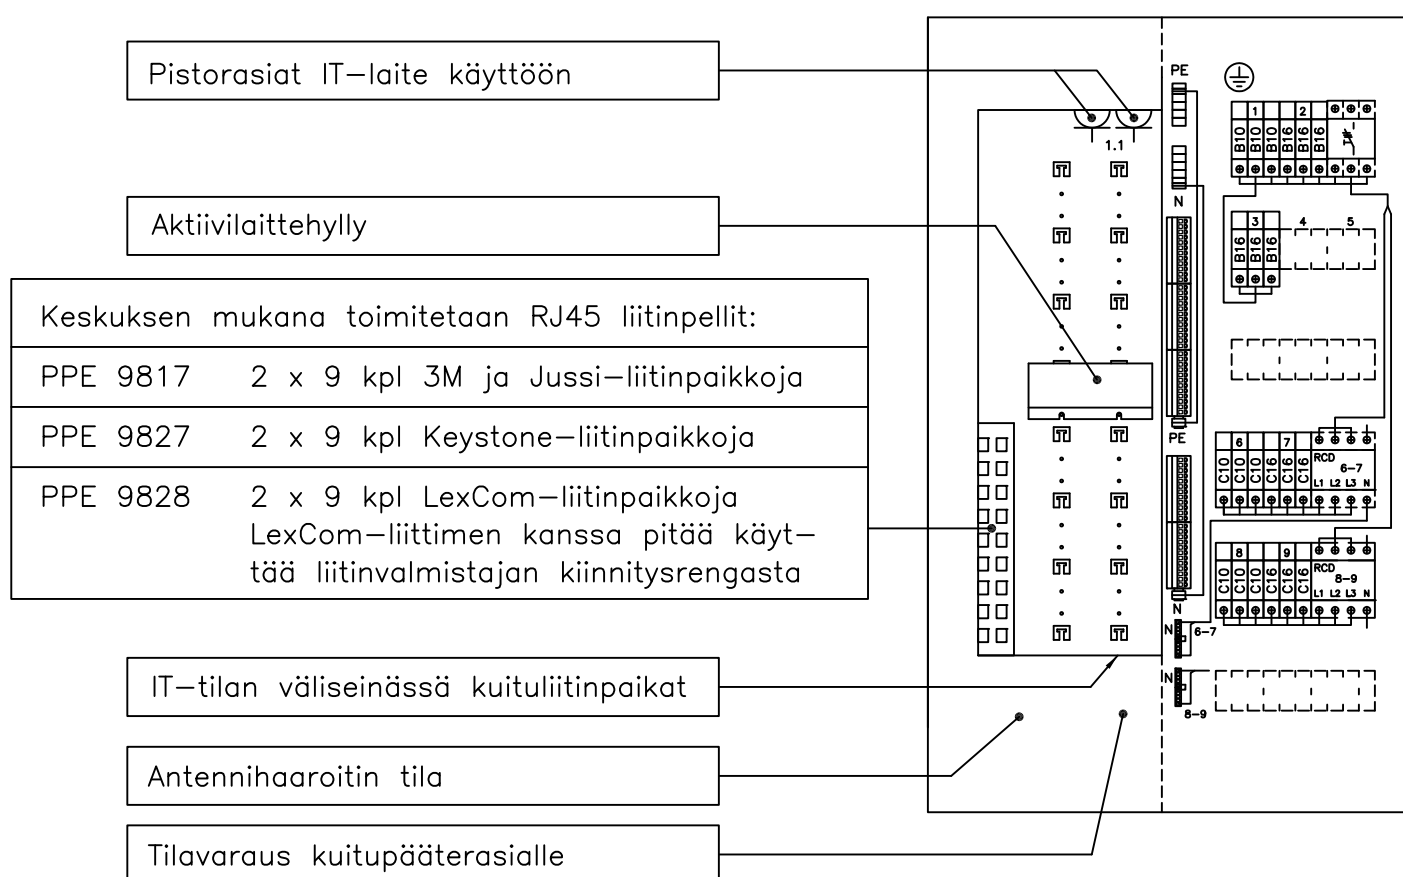 Pistorasiat IT-laite käyttöön
Aktiivilaittehylly
Keskuksen mukana toimitetaan RJ45 liitinpellit:
PPE 9817 2 x 9 kpl 3M ja Jussi-liitinpaikkoja
PPE 9827 2 x 9 kpl Keystone-liitinpaikkoja
PPE 9828 2 x 9 kpl LexCom-liitinpaikkoja
LexCom-liittimen kanssa pitää käyt-
tää liitinvalmistajan kiinnitysrengasta
IT-tilan väliseinässä kuituliitinpaikat
Antennihaaroitin tila
Tilavaraus kuitupääterasialle
1.1
PE
N
PE
N
N 6-7
N
8-9
1 2
B10 B10 B10 B16 B16 B16
3 4 5
B16 B16 B16
6 7
C10 C10 C10 C16 C16 C16
RCD
6-7
L1 L2 L3 N
8 9
C10 C10 C10 C16 C16 C16
RCD
8-9
L1 L2 L3 N